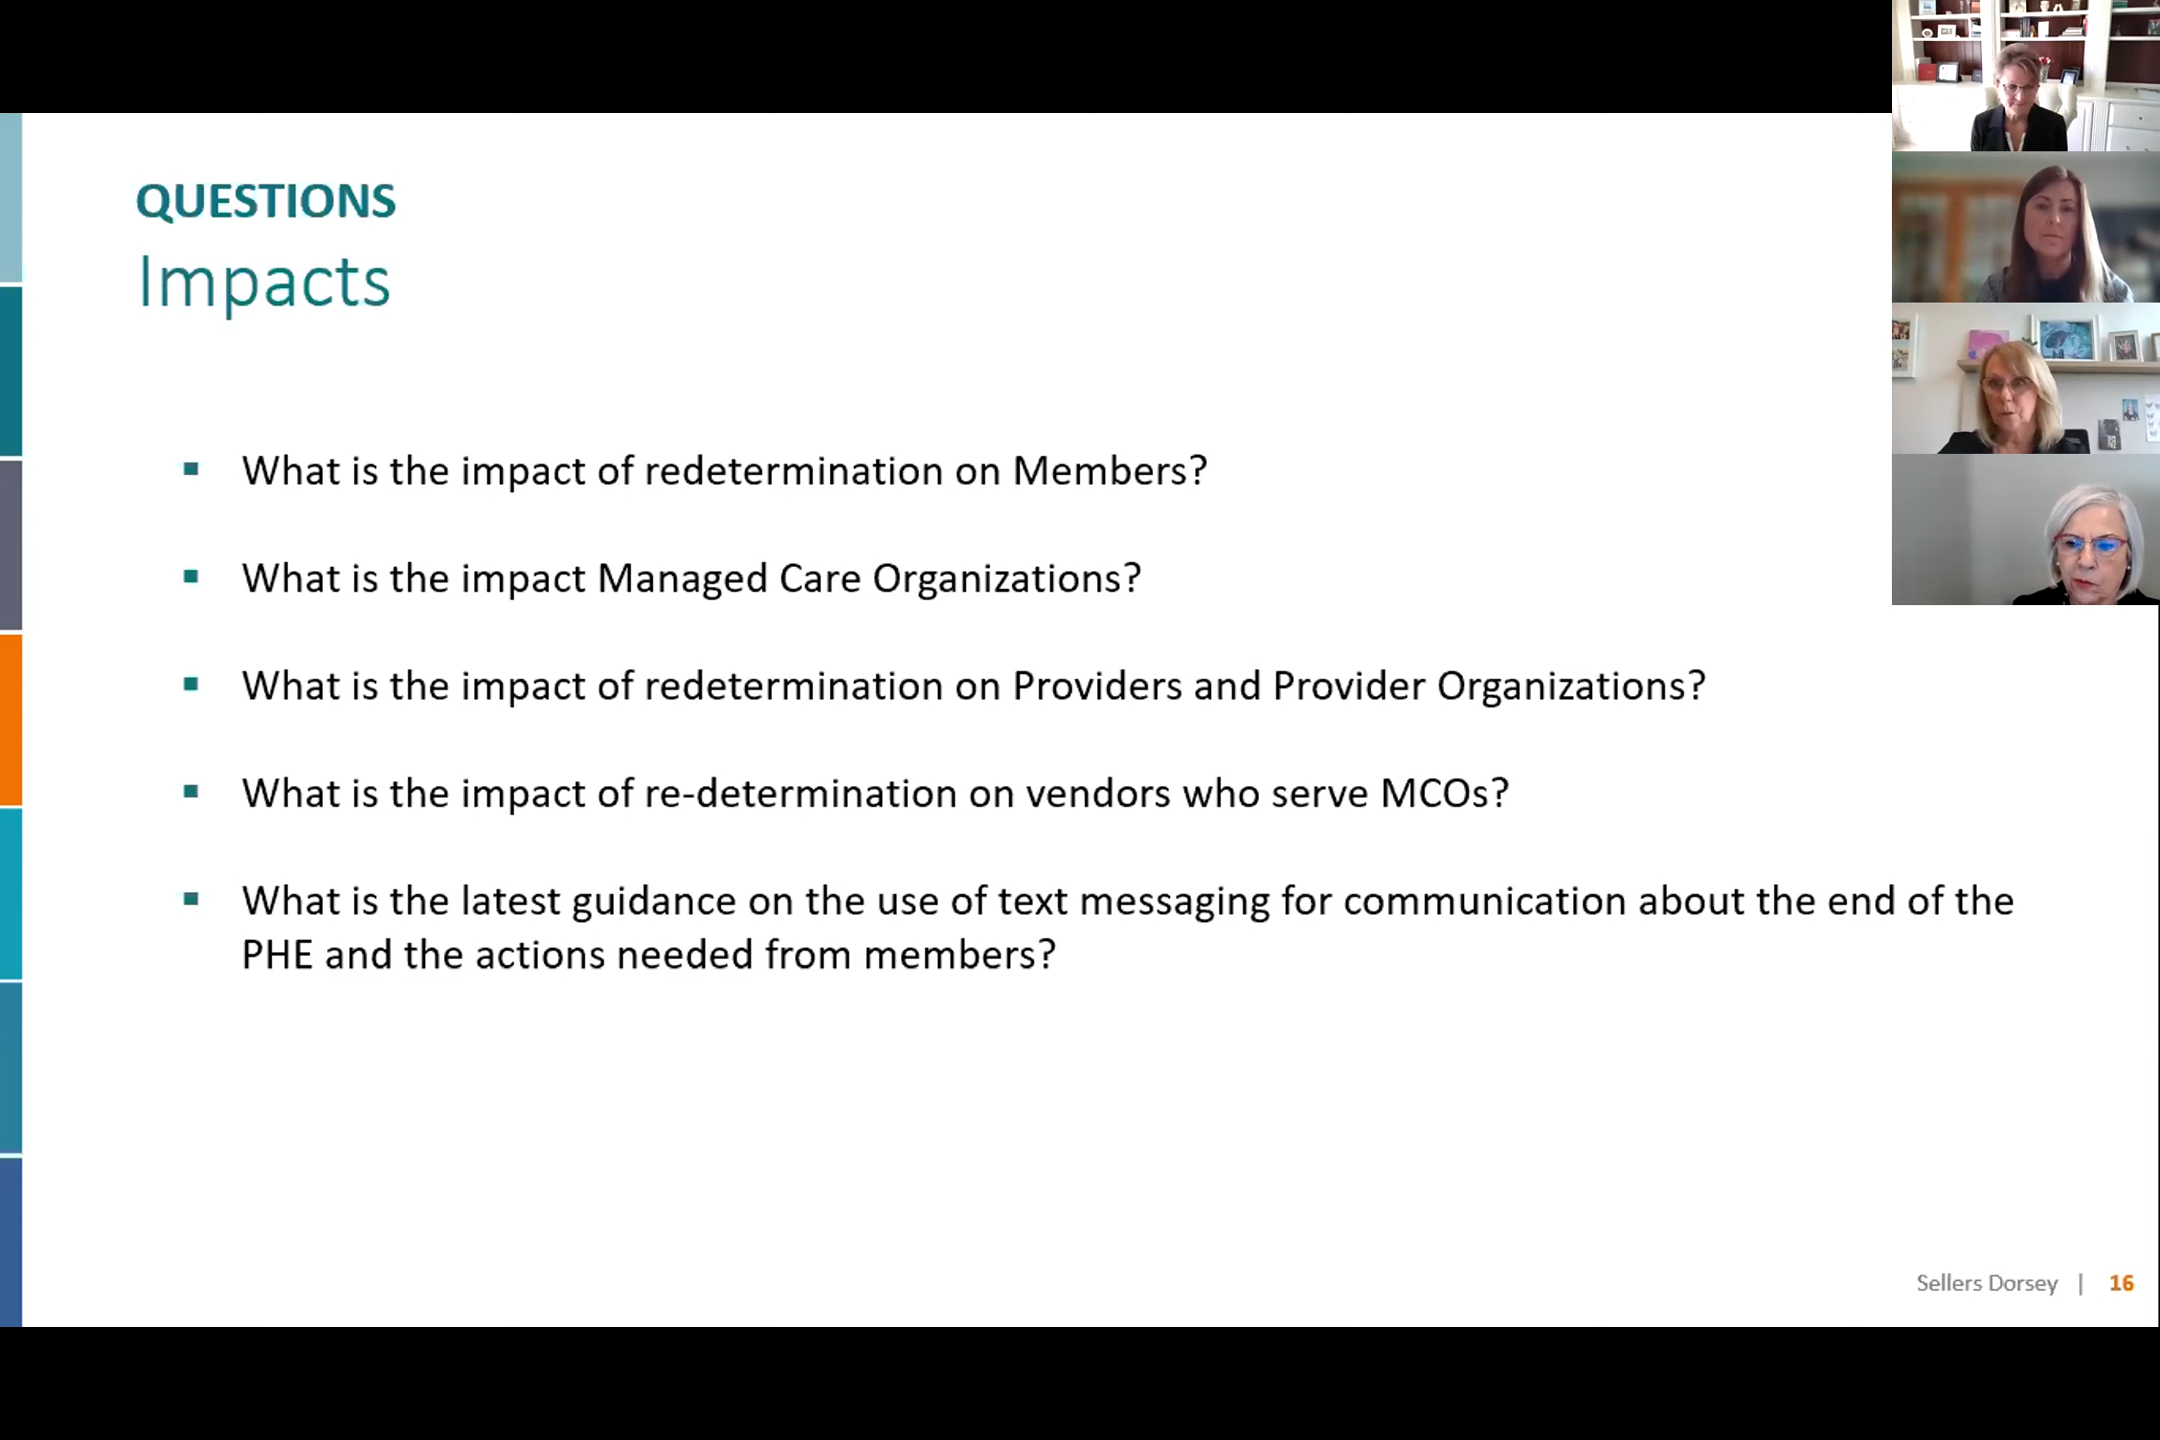 QUESTIONS
Impacts
What is the impact of redetermination on Members?
What is the impact Managed Care Organizations?
What is the impact of redetermination on Providers and Provider Organizations?
What is the impact of re-determination on vendors who serve MCOs?
What is the latest guidance on the use of text messaging for communication about the end of the
PHE and the actions needed from members?
Sellers Dorsey | 16